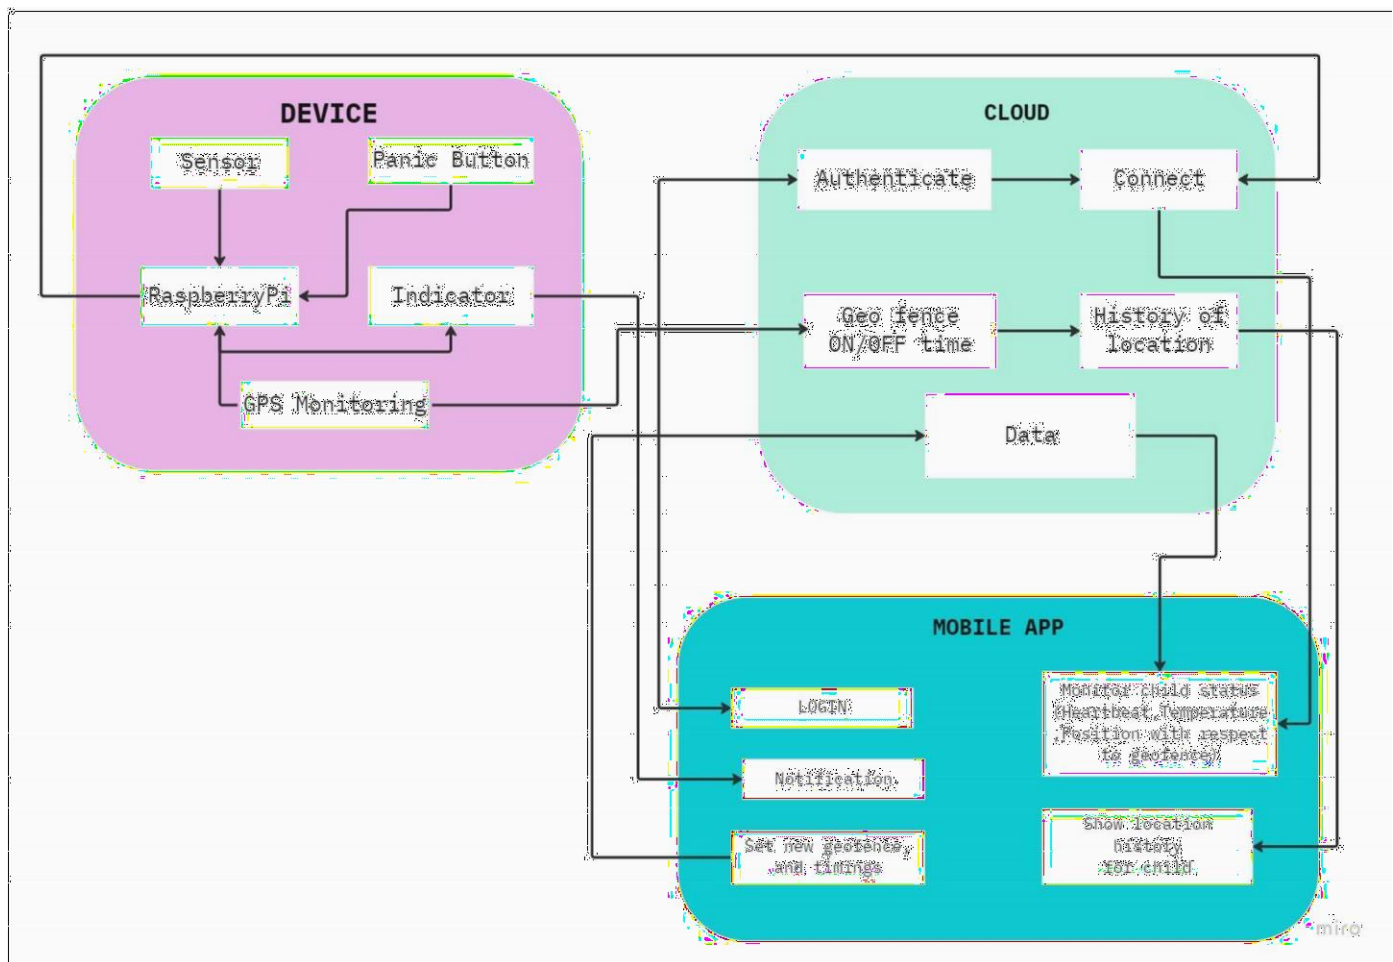 DEVICE
Sensor
Panic Button
RaspberryPi
Indicator
GPS Monitoring
CLOUD
Authenticate
Connect
Geo fence
ON/OFF time
History of
location
Data
MOBILE APP
LOGIN
Notification.
Set new geofence,
and timings
Monitor child status
(Heartbeat,Temperature
,Position with respect
to geofence)
Show location
history
for child
miro